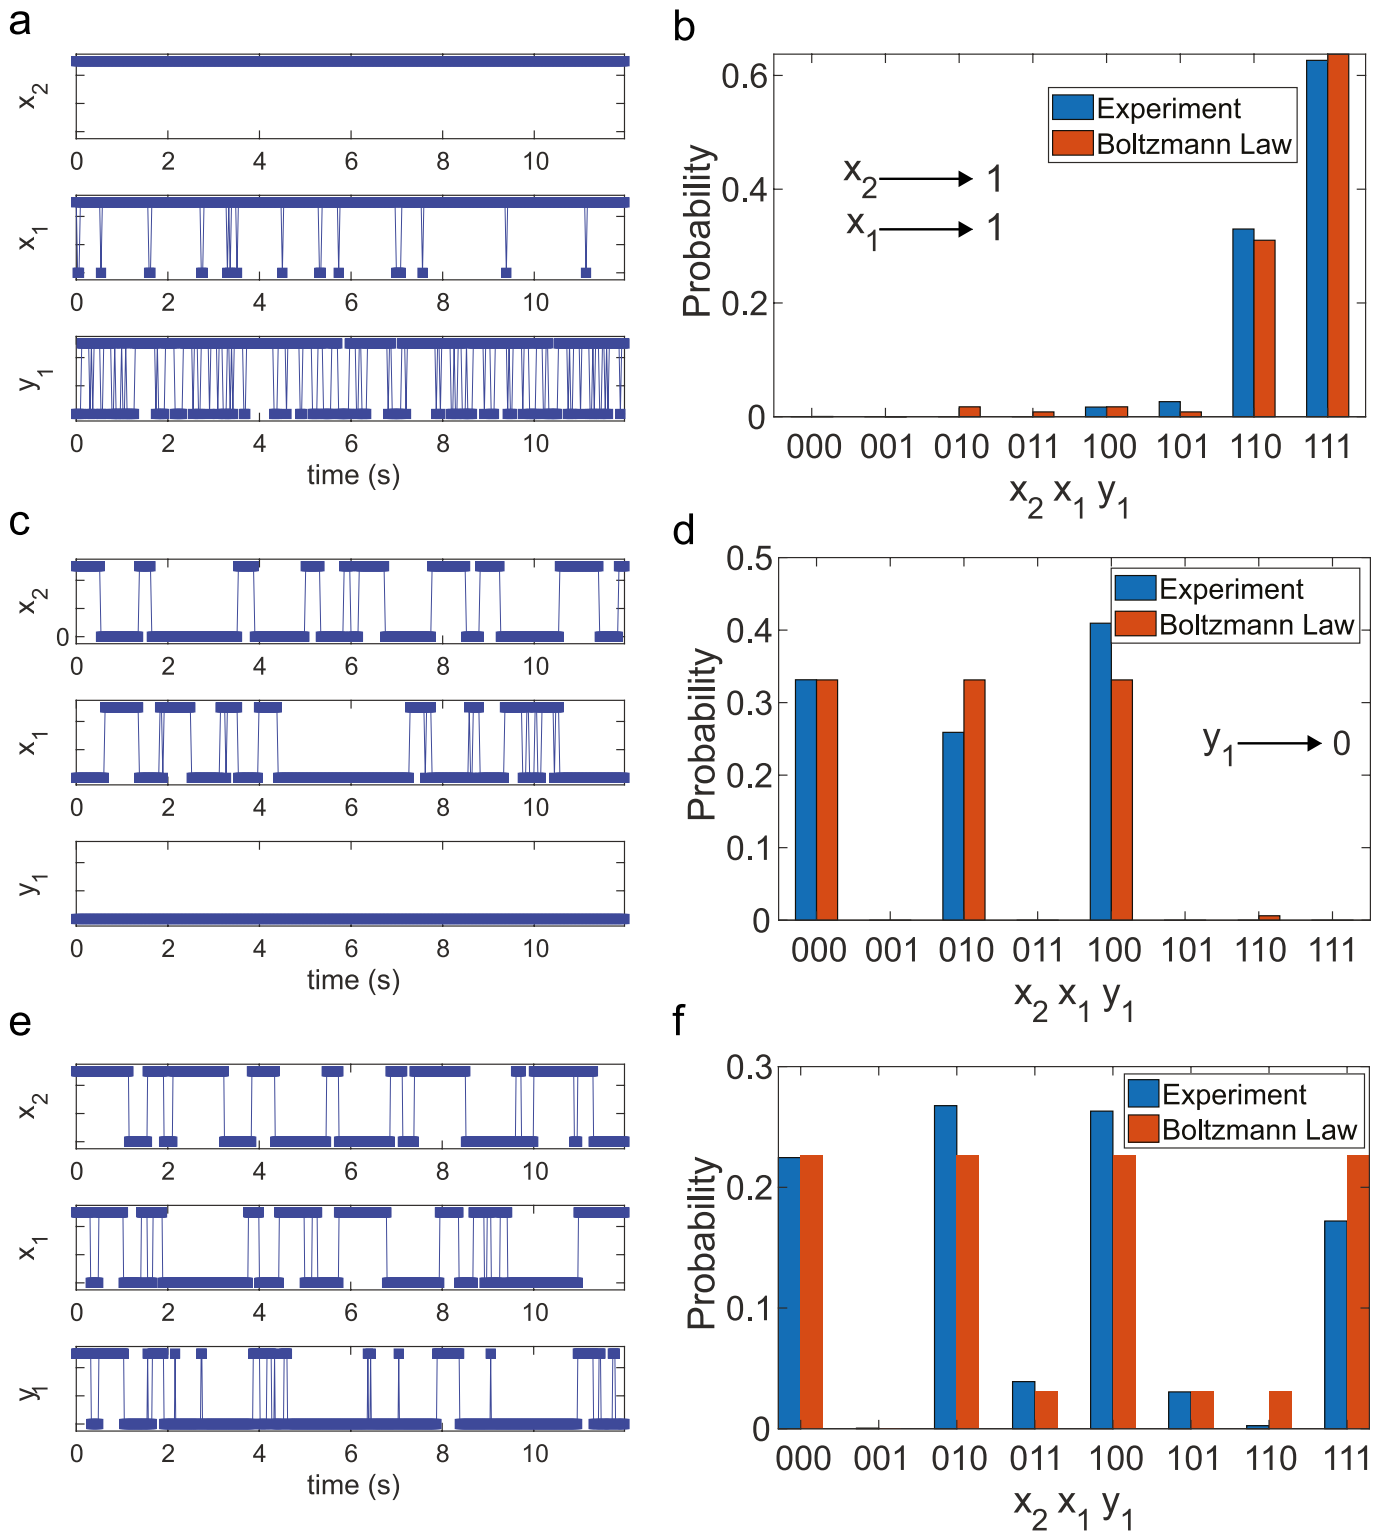 a
x2
0 2 4 6 8 10
x1
0 2 4 6 8 10
y1
0 2 4 6 8 10
time (s)
b
Probability
0.6
0.4
0.2
0
Experiment
Boltzmann Law
x2 → 1
x1 → 1
000 001 010 011 100 101 110 111
x2 x1 y1
c
x2
0
0 2 4 6 8 10
x1
0 2 4 6 8 10
y1
0 2 4 6 8 10
time (s)
d
Probability
0.5
0.4
0.3
0.2
0.1
0
Experiment
Boltzmann Law
y1 → 0
000 001 010 011 100 101 110 111
x2 x1 y1
e
x2
0 2 4 6 8 10
x1
0 2 4 6 8 10
y1
0 2 4 6 8 10
time (s)
f
Probability
0.3
0.2
0.1
0
Experiment
Boltzmann Law
000 001 010 011 100 101 110 111
x2 x1 y1